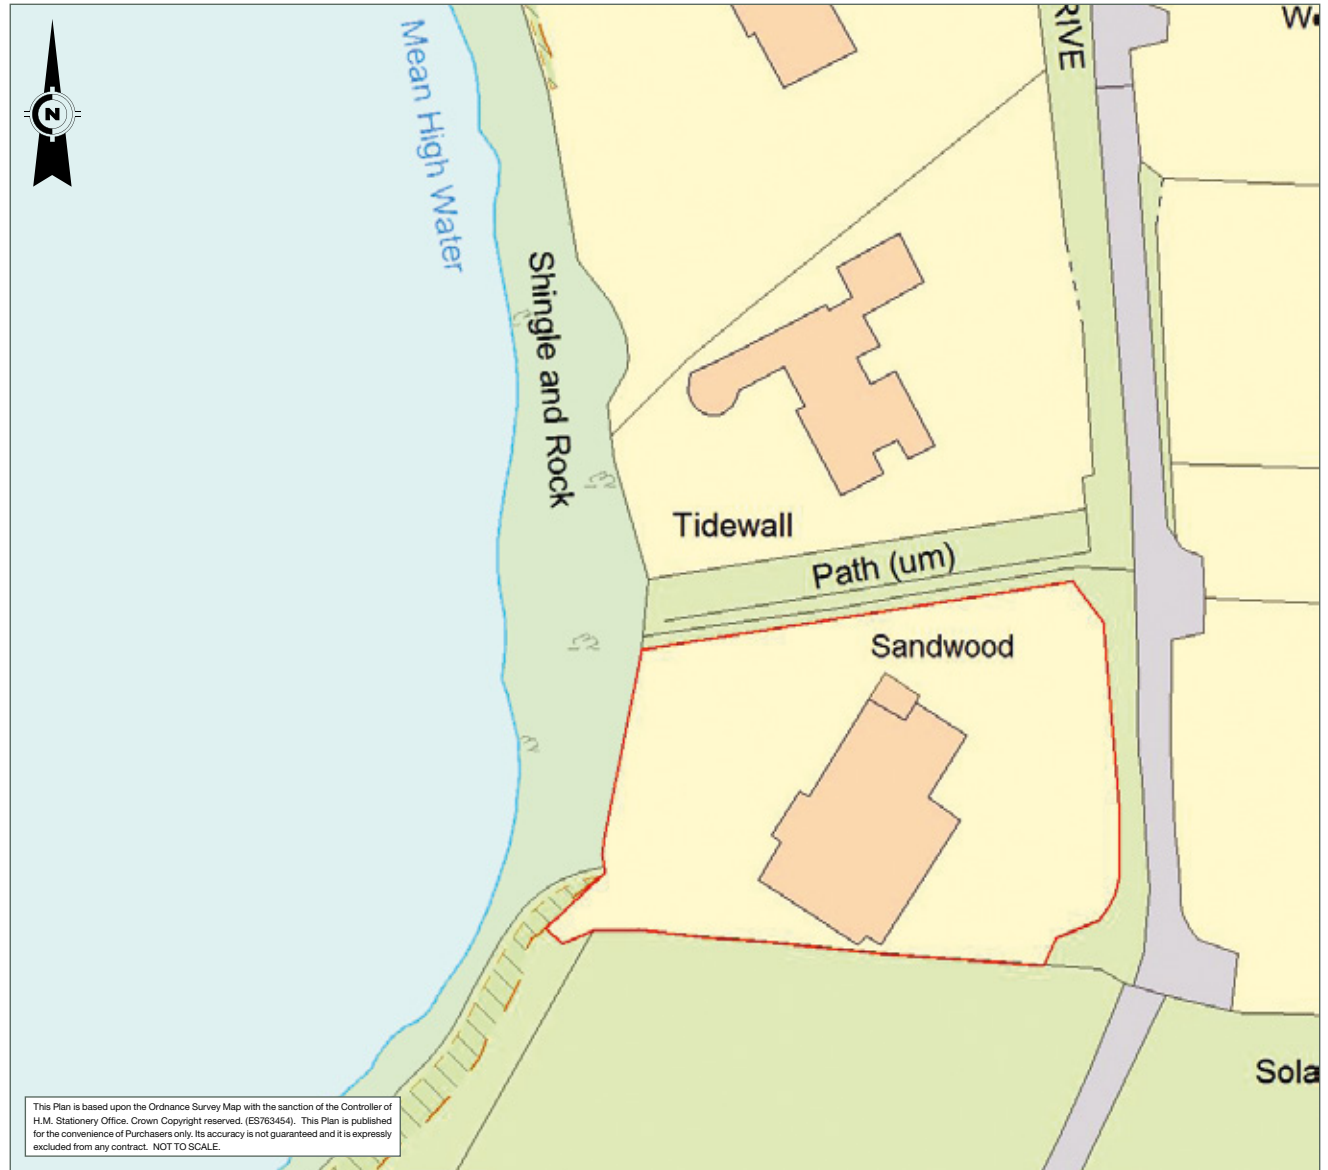 N
Mean High Water
Shingle and Rock
Tidewall
Path (um)
Sandwood
This Plan is based upon the Ordnance Survey Map with the sanction of the Controller of
H.M. Stationery Office. Crown Copyright reserved. (ES763454). This Plan is published
for the convenience of Purchasers only. Its accuracy is not guaranteed and it is expressly
excluded from any contract. NOT TO SCALE.